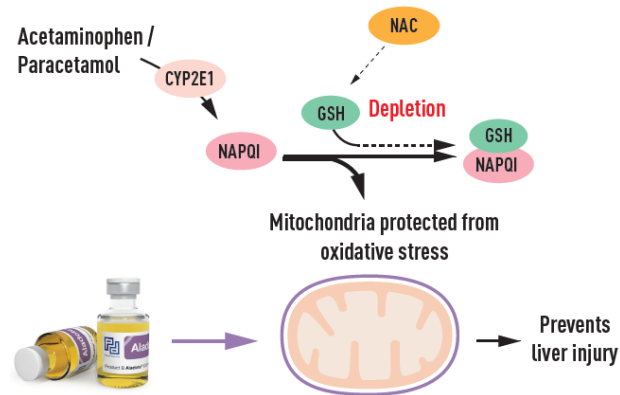 Acetaminophen /
Paracetamol
NAC
CYP2E1
GSH
Depletion
NAPQI
GSH
NAPQI
Mitochondria protected from
oxidative stress
Prevents
liver injury